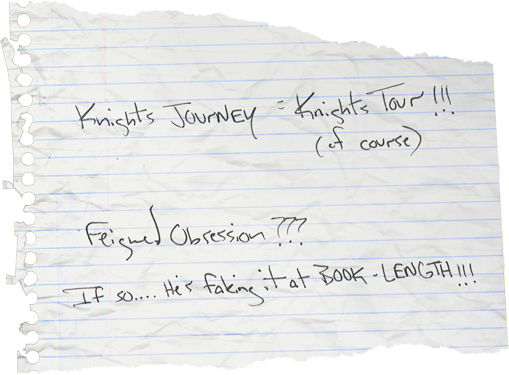 Knights JOURNEY = Knights Tour!!!
(of course)
Feigned Obsession???
If so.... He's faking it at BOOK-LENGTH!!!